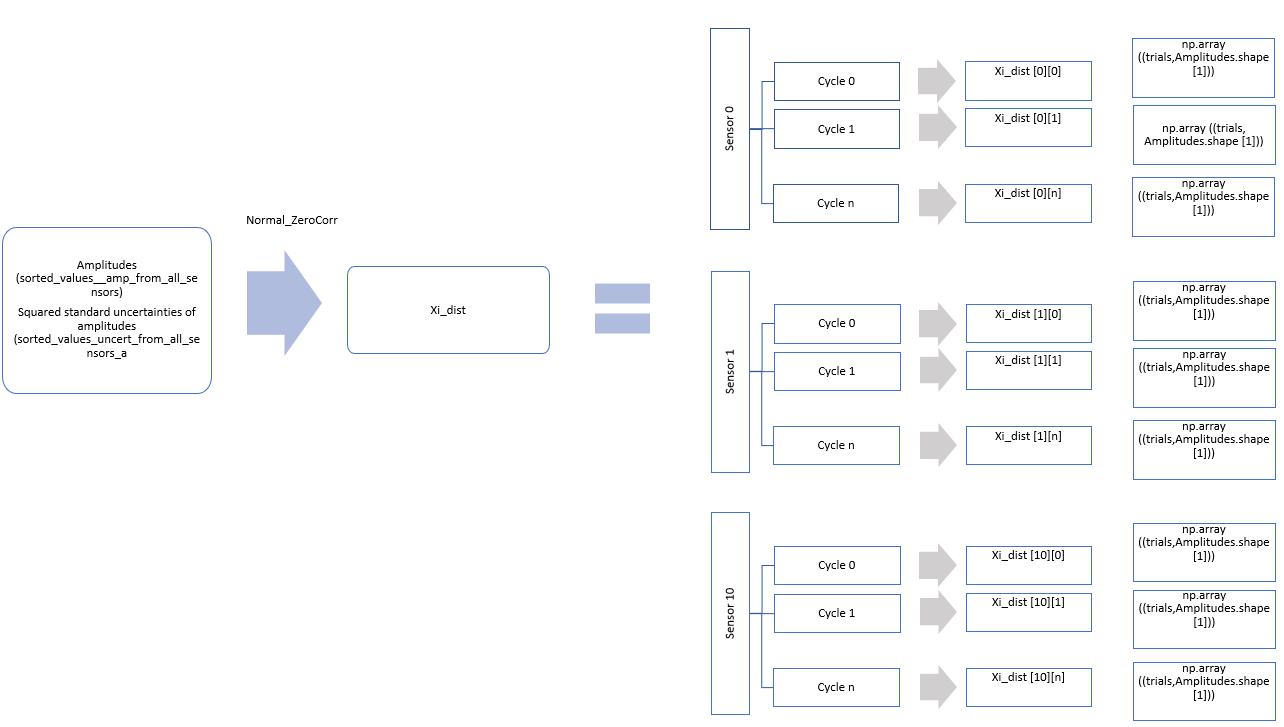 Amplitudes
(sorted_values__amp_from_all_se
nsors)
Squared standard uncertainties of
amplitudes
(sorted_values_uncert_from_all_se
nsors_a
Normal_ZeroCorr
Xi_dist
Sensor 0
Cycle 0
Xi_dist [0][0]
np.array
((trials,Amplitudes.shape
[1]))
Cycle 1
Xi_dist [0][1]
np.array ((trials,
Amplitudes.shape [1]))
Cycle n
Xi_dist [0][n]
np.array
((trials,Amplitudes.shape
[1]))
Sensor 1
Cycle 0
Xi_dist [1][0]
np.array
((trials,Amplitudes.shape
[1]))
Cycle 1
Xi_dist [1][1]
np.array
((trials,Amplitudes.shape
[1]))
Cycle n
Xi_dist [1][n]
np.array
((trials,Amplitudes.shape
[1]))
Sensor 10
Cycle 0
Xi_dist [10][0]
np.array
((trials,Amplitudes.shape
[1]))
Cycle 1
Xi_dist [10][1]
np.array
((trials,Amplitudes.shape
[1]))
Cycle n
Xi_dist [10][n]
np.array
((trials,Amplitudes.shape
[1]))